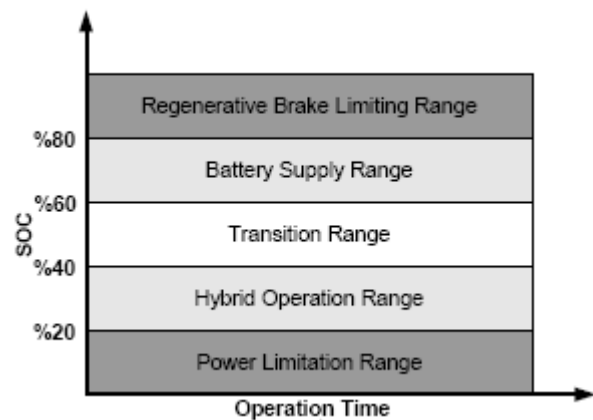 Regenerative Brake Limiting Range
%80
Battery Supply Range
%60
Transition Range
SOC
%40
Hybrid Operation Range
%20
Power Limitation Range
Operation Time